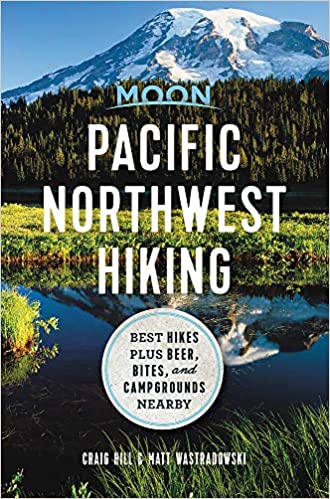 MOON
PACIFIC
NORTHWEST
HIKING
BEST HIKES
PLUS BEER,
BITES, and
CAMPGROUNDS
NEARBY
CRAIG HILL & MATT WASTRADOWSKI